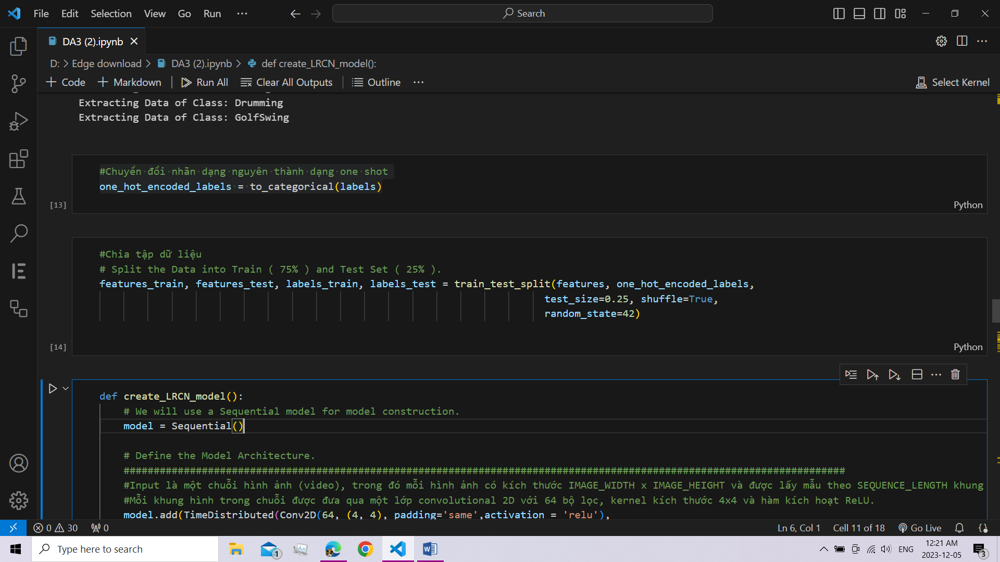 File Edit Selection View Go Run ··· Search
DA3 (2).ipynb
D: > Edge download > DA3 (2).ipynb > def create_LRCN_model():
Code Markdown Run All Clear All Outputs Outline ··· Select Kernel
Extracting Data of Class: Drumming
Extracting Data of Class: GolfSwing
#Chuyển đổi nhãn dạng nguyên thành dạng one shot
one_hot_encoded_labels = to_categorical(labels)
[13] Python
#Chia tập dữ liệu
# Split the Data into Train ( 75% ) and Test Set ( 25% ).
features_train, features_test, labels_train, labels_test = train_test_split(features, one_hot_encoded_labels,
test_size=0.25, shuffle=True,
random_state=42)
[14] Python
def create_LRCN_model():
# We will use a Sequential model for model construction.
model = Sequential()
# Define the Model Architecture.
########################################################################################################################
#Input là một chuỗi hình ảnh (video), trong đó mỗi hình ảnh có kích thước IMAGE_WIDTH x IMAGE_HEIGHT và được lấy mẫu theo SEQUENCE_LENGTH khung
#Mỗi khung hình trong chuỗi được đưa qua một lớp convolutional 2D với 64 bộ lọc, kernel kích thước 4x4 và hàm kích hoạt ReLU.
model.add(TimeDistributed(Conv2D(64, (4, 4), padding='same',activation = 'relu'),
0 30 0 Ln 6, Col 1 Cell 11 of 18 Go Live
Type here to search 1 ENG 12:21 AM
2023-12-05 3